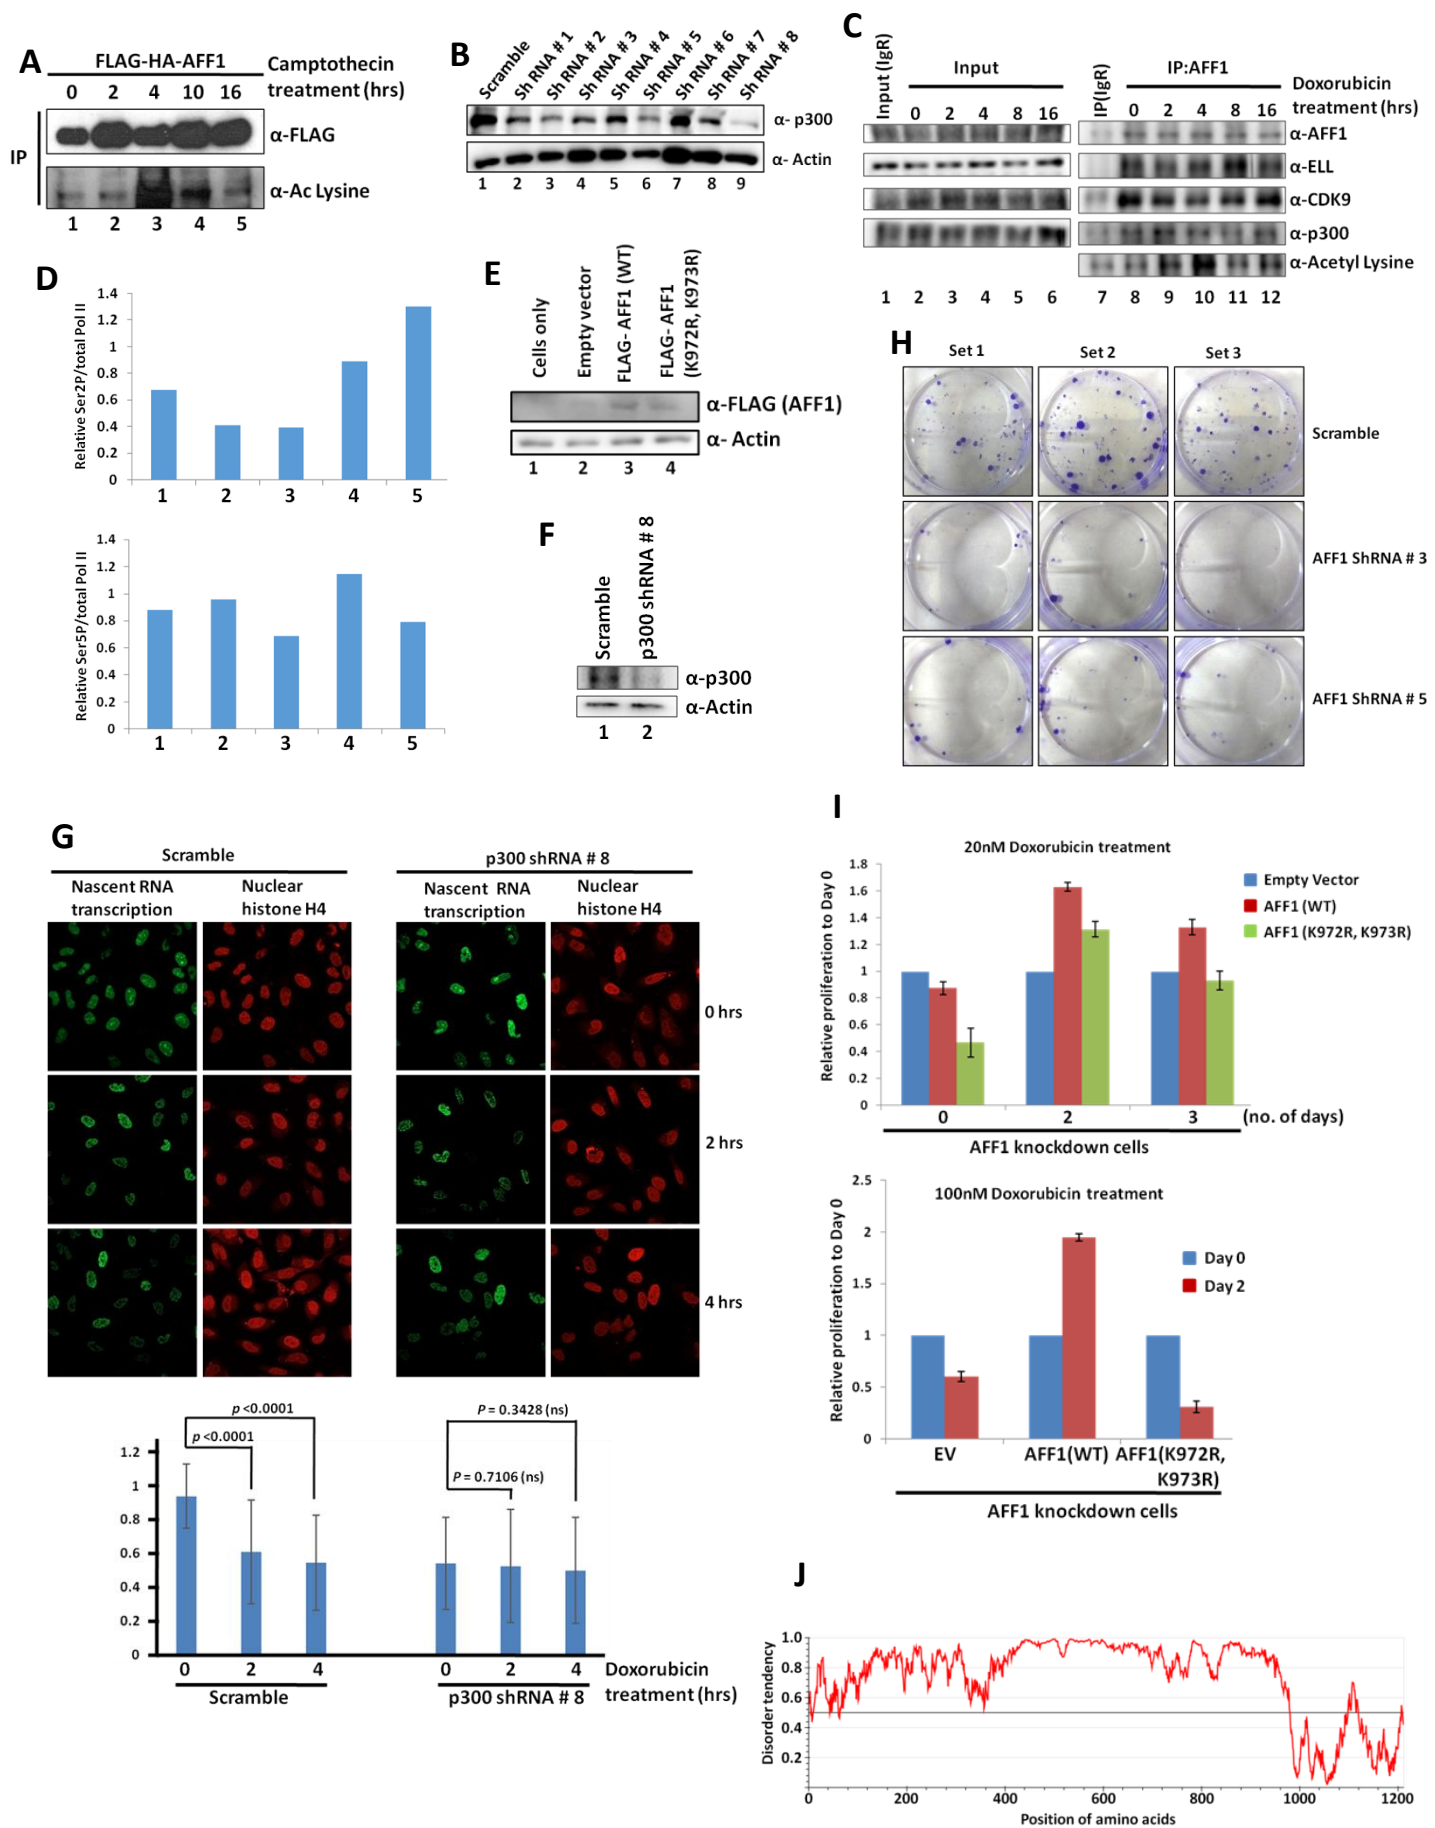 A
FLAG-HA-AFF1
Camptothecin
treatment (hrs)
0 2 4 10 16
IP
α-FLAG
α-Ac Lysine
1 2 3 4 5
B
Scramble
Sh RNA # 1
Sh RNA # 2
Sh RNA # 3
Sh RNA # 4
Sh RNA # 5
Sh RNA # 6
Sh RNA # 7
Sh RNA # 8
α- p300
α- Actin
1 2 3 4 5 6 7 8 9
C
Input (IgR)
Input
0 2 4 8 16
IP(IgR)
IP:AFF1
0 2 4 8 16
Doxorubicin
treatment (hrs)
α-AFF1
α-ELL
α-CDK9
α-p300
α-Acetyl Lysine
1 2 3 4 5 6 7 8 9 10 11 12
D
Relative Ser2P/total Pol II
1.4
1.2
1
0.8
0.6
0.4
0.2
0
1 2 3 4 5
Relative Ser5P/total Pol II
1.4
1.2
1
0.8
0.6
0.4
0.2
0
1 2 3 4 5
E
Cells only
Empty vector
FLAG- AFF1 (WT)
FLAG- AFF1
(K972R, K973R)
α-FLAG (AFF1)
α- Actin
1 2 3 4
F
Scramble
p300 shRNA # 8
α-p300
α-Actin
1 2
H
Set 1 Set 2 Set 3
Scramble
AFF1 ShRNA # 3
AFF1 ShRNA # 5
G
Scramble
p300 shRNA # 8
Nascent RNA
transcription
Nuclear
histone H4
Nascent RNA
transcription
Nuclear
histone H4
0 hrs
2 hrs
4 hrs
p <0.0001
p <0.0001
P = 0.3428 (ns)
P = 0.7106 (ns)
1.2
1
0.8
0.6
0.4
0.2
0
0 2 4 0 2 4
Doxorubicin
treatment (hrs)
Scramble
p300 shRNA # 8
I
20nM Doxorubicin treatment
Relative proliferation to Day 0
1.8
1.6
1.4
1.2
1
0.8
0.6
0.4
0.2
0
Empty Vector
AFF1 (WT)
AFF1 (K972R, K973R)
0 2 3 (no. of days)
AFF1 knockdown cells
100nM Doxorubicin treatment
Relative proliferation to Day 0
2.5
2
1.5
1
0.5
0
Day 0
Day 2
EV AFF1(WT) AFF1(K972R,
K973R)
AFF1 knockdown cells
J
Disorder tendency
1.0
0.8
0.6
0.4
0.2
0 200 400 600 800 1000 1200
Position of amino acids